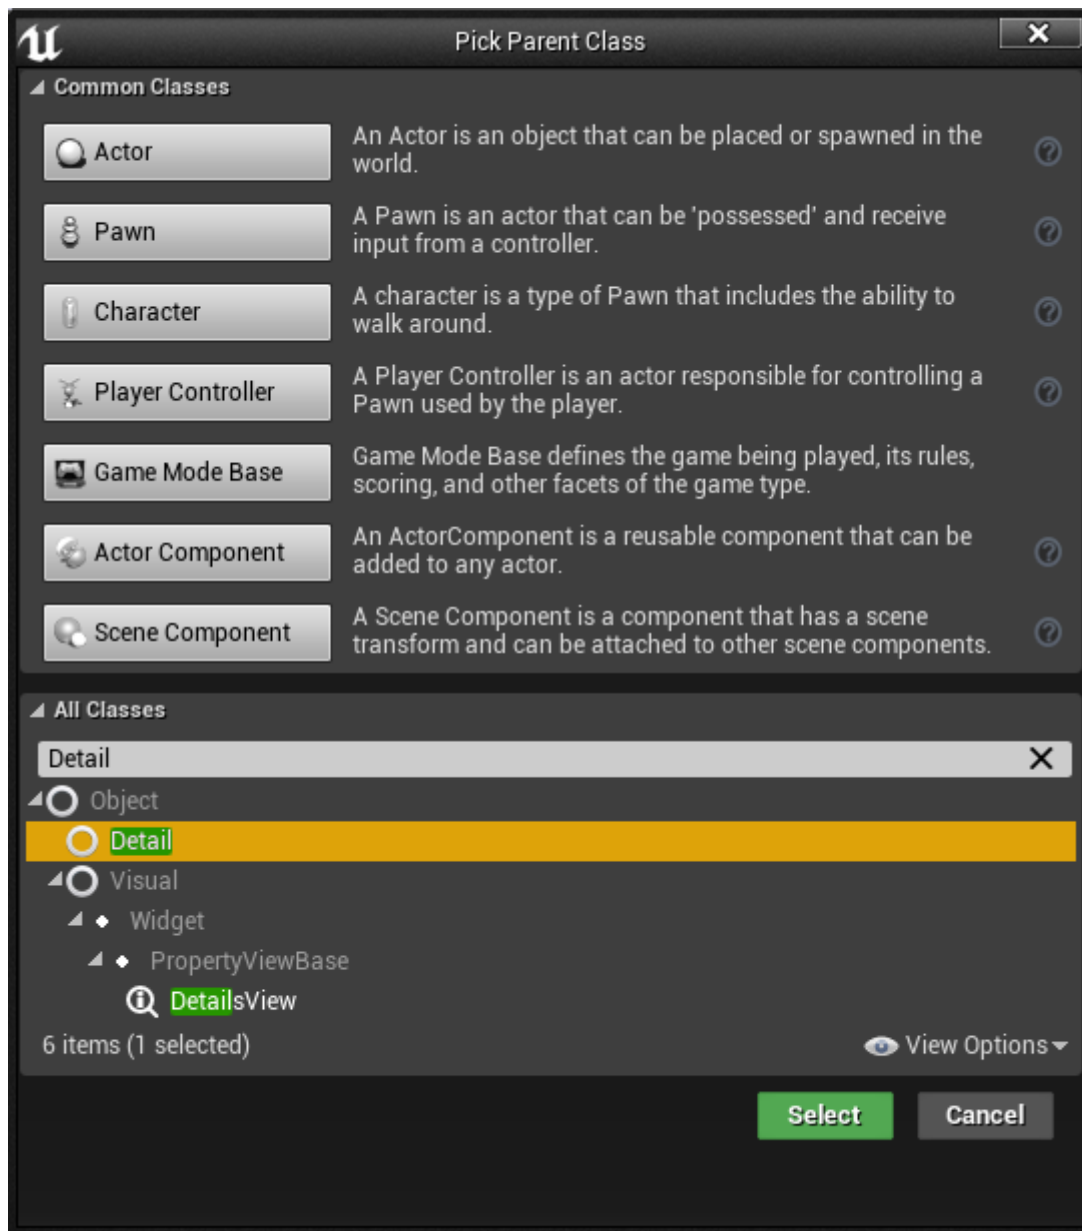 Pick Parent Class
Common Classes
Actor
An Actor is an object that can be placed or spawned in the
world.
Pawn
A Pawn is an actor that can be 'possessed' and receive
input from a controller.
Character
A character is a type of Pawn that includes the ability to
walk around.
Player Controller
A Player Controller is an actor responsible for controlling a
Pawn used by the player.
Game Mode Base
Game Mode Base defines the game being played, its rules,
scoring, and other facets of the game type.
Actor Component
An ActorComponent is a reusable component that can be
added to any actor.
Scene Component
A Scene Component is a component that has a scene
transform and can be attached to other scene components.
All Classes
Detail
Object
Detail
Visual
Widget
PropertyViewBase
DetailsView
6 items (1 selected)
View Options
Select
Cancel